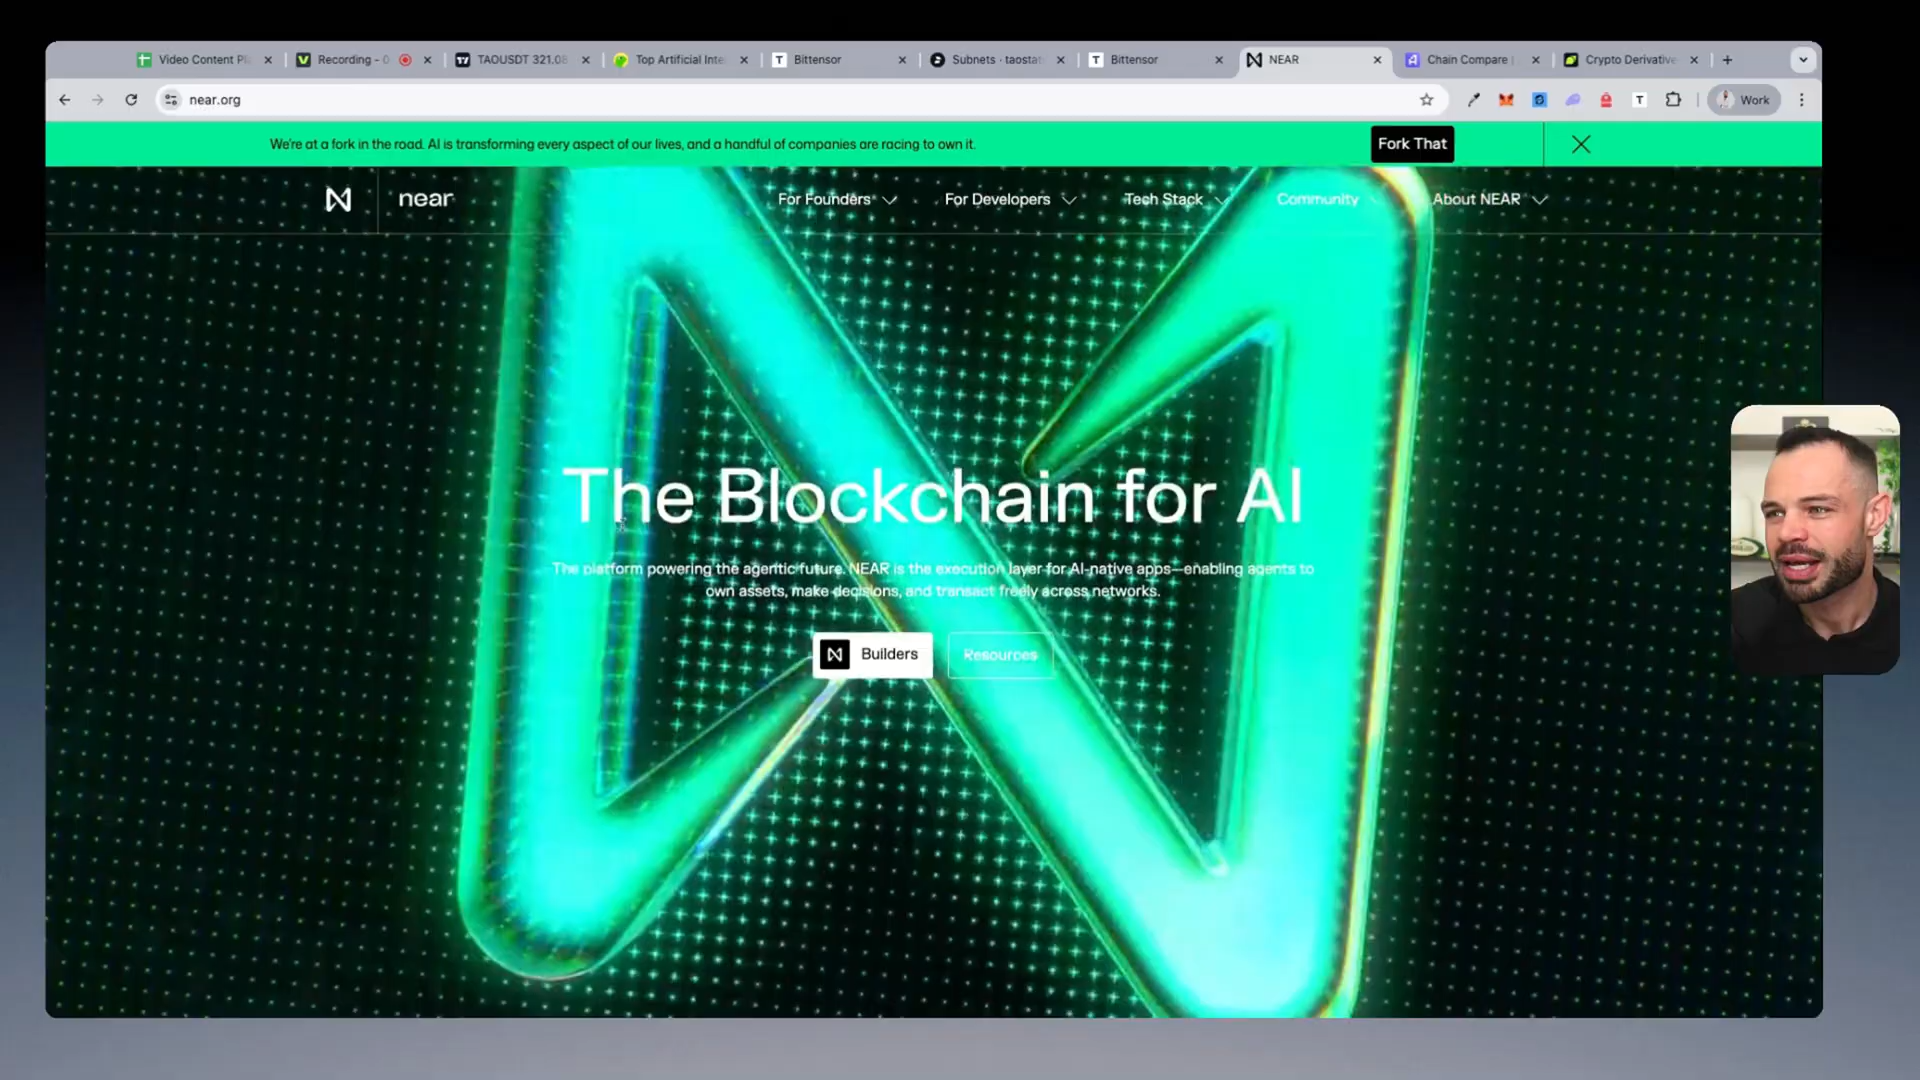 Video Content Pl
Recording - 0
TAOUSDT 321.08
Top Artificial Inte
Bittensor
Subnets · taostat
Bittensor
NEAR
Chain Compare |
Crypto Derivative
near.org
Work
We're at a fork in the road. AI is transforming every aspect of our lives, and a handful of companies are racing to own it.
Fork That
near
For Founders
For Developers
Tech Stack
Community
About NEAR
The Blockchain for AI
The platform powering the agentic future. NEAR is the execution layer for AI-native apps—enabling agents to
own assets, make decisions, and transact freely across networks.
Builders
Resources